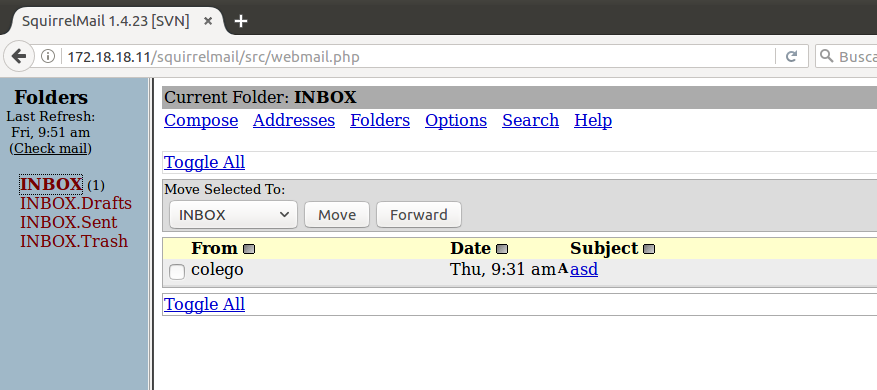 SquirrelMail 1.4.23 [SVN]
172.18.18.11/squirrelmail/src/webmail.php
Busca
Folders
Last Refresh:
Fri, 9:51 am
(Check mail)
INBOX (1)
INBOX.Drafts
INBOX.Sent
INBOX.Trash
Current Folder: INBOX
Compose Addresses Folders Options Search Help
Toggle All
Move Selected To:
INBOX Move Forward
From Date Subject
colego Thu, 9:31 am A asd
Toggle All